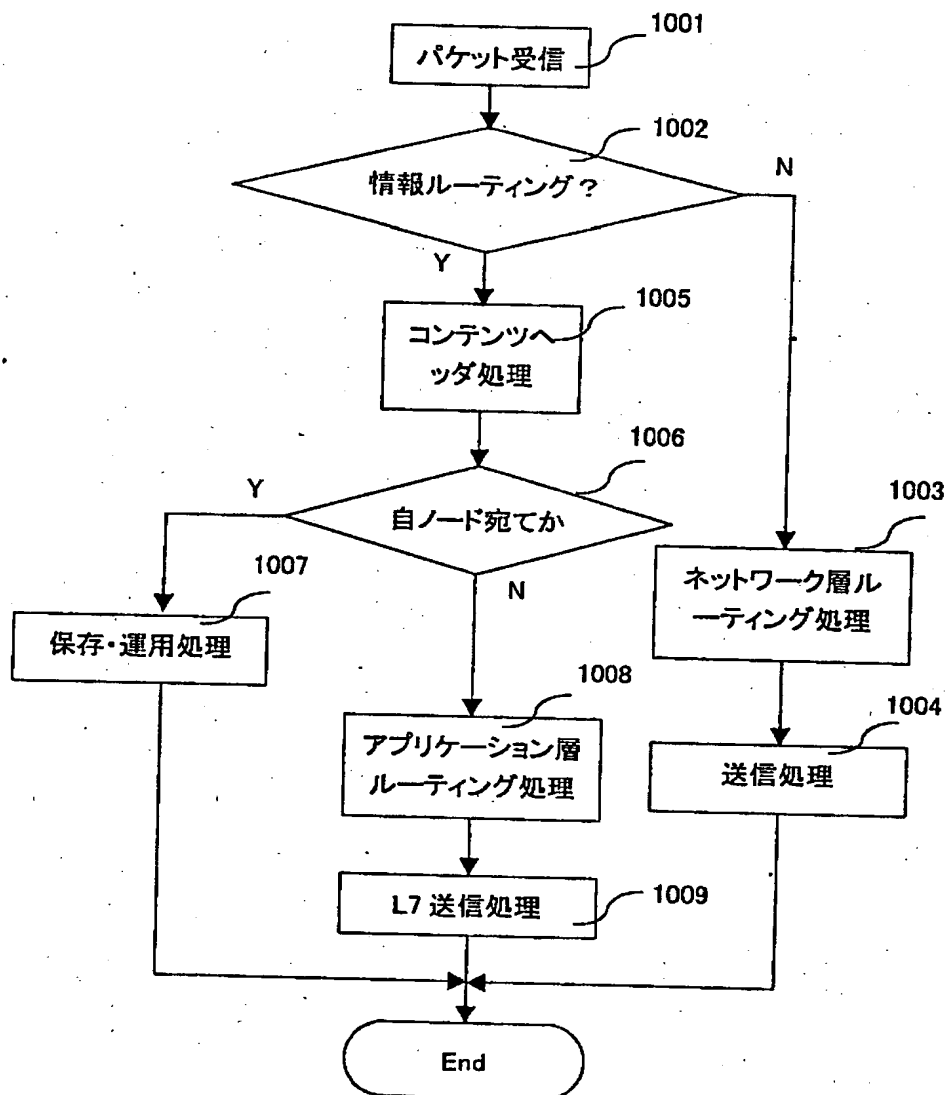 1001
パケット受信
1002
情報ルーティング？
N
Y
1005
コンテンツヘ
ッダ処理
1006
Y
自ノード宛てか
N
1003
ネットワーク層ル
ーティング処理
1007
保存・運用処理
1008
アプリケーション層
ルーティング処理
1004
送信処理
L7 送信処理
1009
End